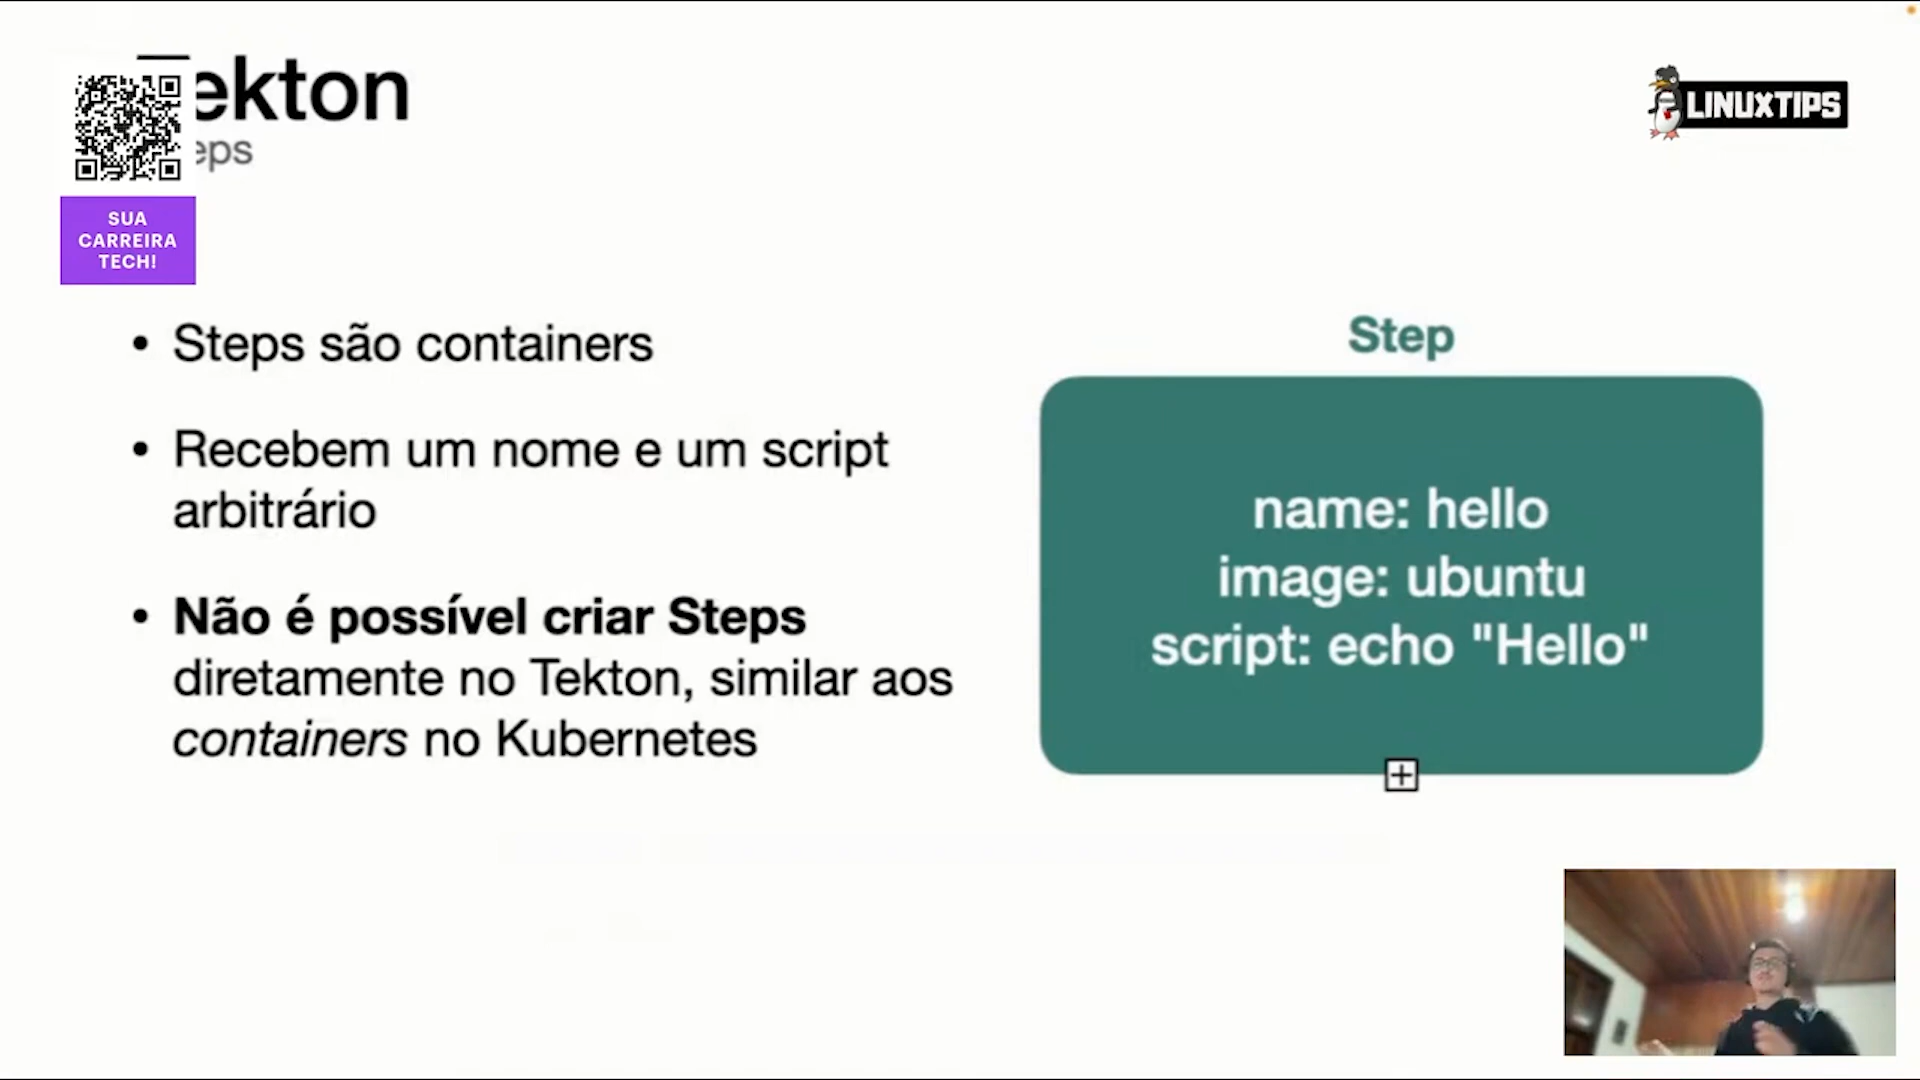 ekton
eps
LINUXTIPS
SUA
CARREIRA
TECH!
• Steps são containers
• Recebem um nome e um script
arbitrário
• Não é possível criar Steps
diretamente no Tekton, similar aos
containers no Kubernetes
Step
name: hello
image: ubuntu
script: echo "Hello"